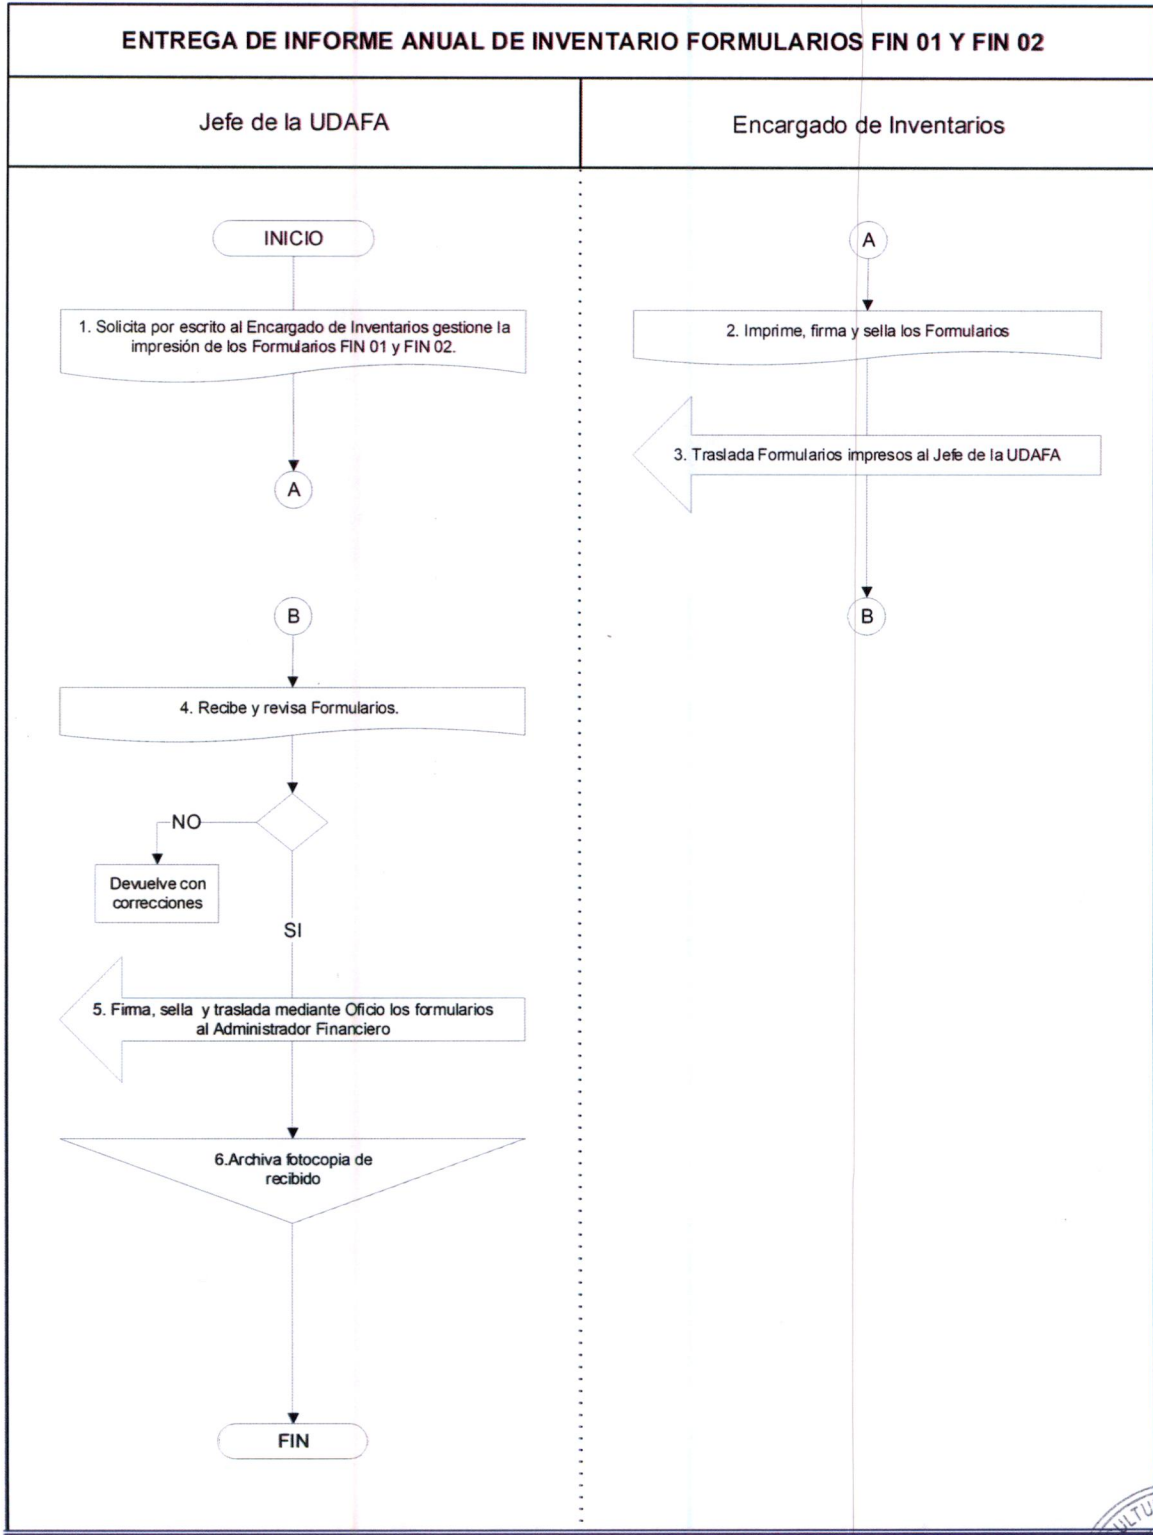 ENTREGA DE INFORME ANUAL DE INVENTARIO FORMULARIOS FIN 01 Y FIN 02
Jefe de la UDAFA
Encargado de Inventarios
INICIO
1. Solicita por escrito al Encargado de Inventarios gestione la
impresión de los Formularios FIN 01 y FIN 02.
A
A
2. Imprime, firma y sella los Formularios
3. Traslada Formularios impresos al Jefe de la UDAFA
B
B
4. Recibe y revisa Formularios.
NO
Devuelve con
correcciones
SI
5. Firma, sella y traslada mediante Oficio los formularios
al Administrador Financiero
6.Archiva fotocopia de
recibido
FIN